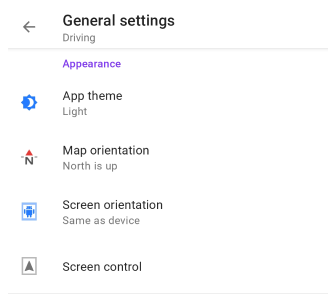 General settings
Driving
Appearance
App theme
Light
Map orientation
N
North is up
Screen orientation
Same as device
Screen control